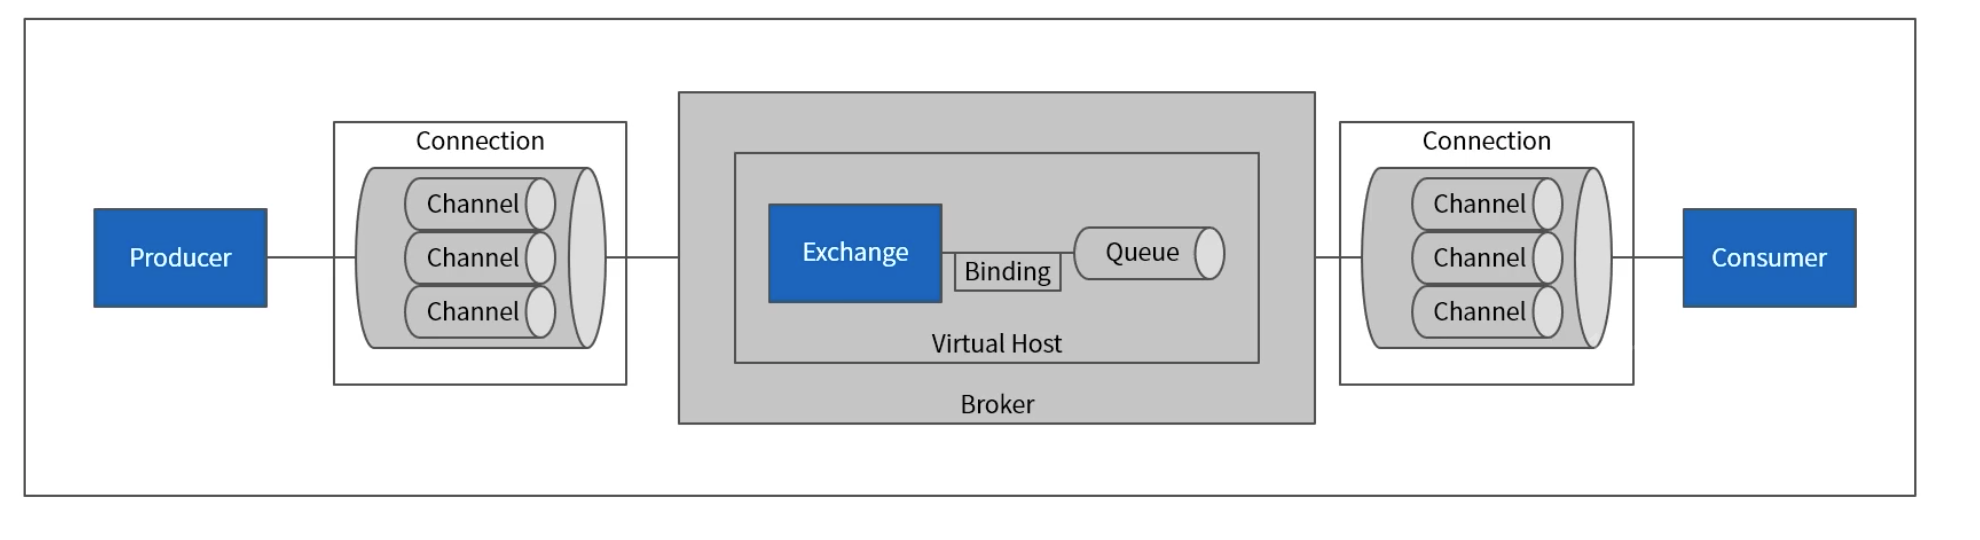 Producer
Connection
Channel
Channel
Channel
Exchange
Binding
Queue
Virtual Host
Broker
Connection
Channel
Channel
Channel
Consumer